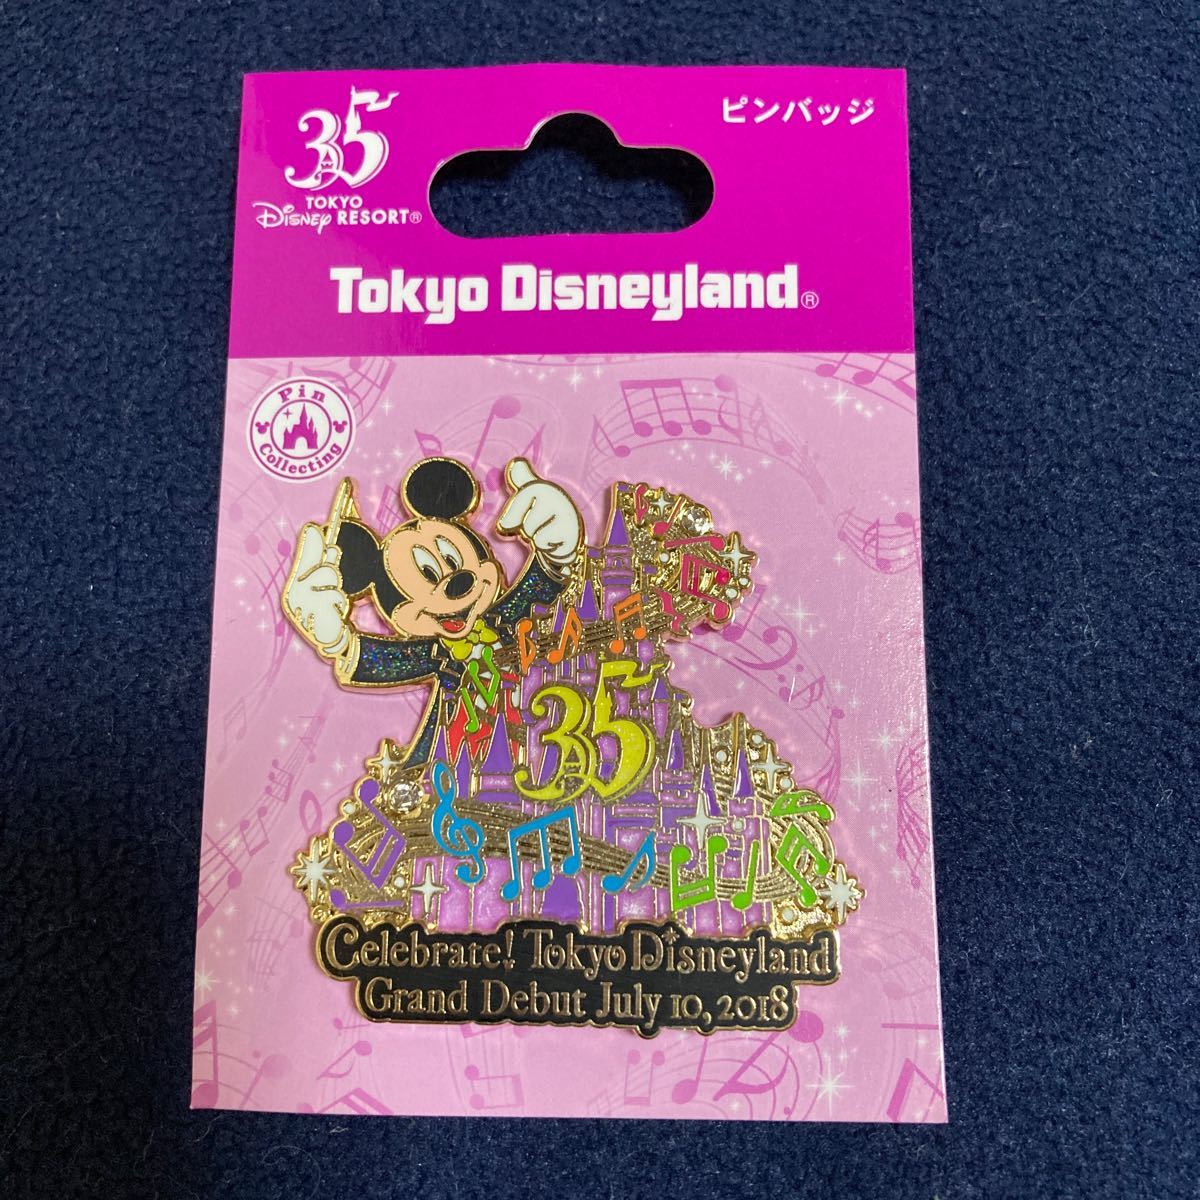 35
TOKYO
Disney RESORT®
ピンバッジ
Tokyo Disneyland®
Pin
Collecting
35
Celebrate! Tokyo Disneyland
Grand Debut July 10, 2018